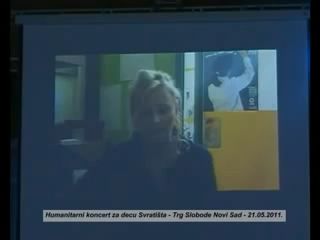 Humanitarni koncert za decu Svratišta - Trg Slobode Novi Sad - 21.05.2011.